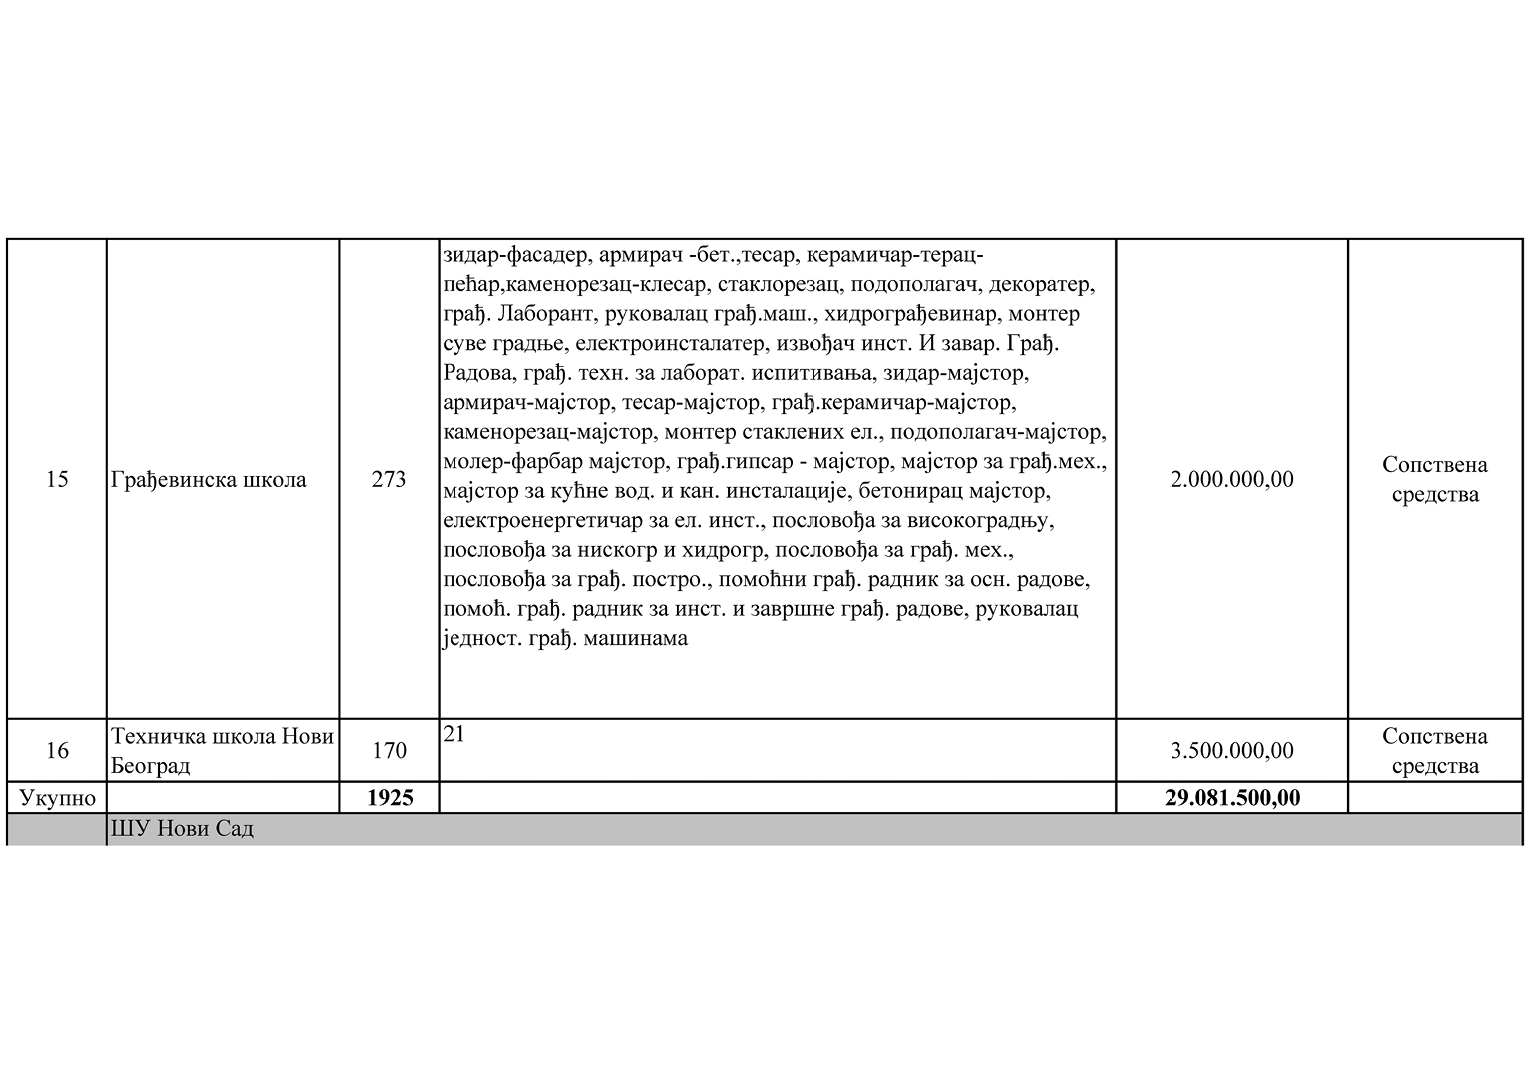 зидар-фасадер, армирач -бет.,тесар, керамичар-терац-
пећар,каменорезац-клесар, стаклорезац, подополагач, декоратер,
грађ. Лаборант, руковалац грађ.маш., хидрограђевинар, монтер
суве градње, електроинсталатер, извођач инст. И завар. Грађ.
Радова, грађ. техн. за лаборат. испитивања, зидар-мајстор,
армирач-мајстор, тесар-мајстор, грађ.керамичар-мајстор,
каменорезац-мајстор, монтер стаклених ел., подополагач-мајстор,
молер-фарбар мајстор, грађ.гипсар - мајстор, мајстор за грађ.мех.,
мајстор за кућне вод. и кан. инсталације, бетонирац мајстор,
електроенергетичар за ел. инст., пословођа за високоградњу,
пословођа за нискогр и хидрогр, пословођа за грађ. мех.,
пословођа за грађ. постро., помоћни грађ. радник за осн. радове,
помоћ. грађ. радник за инст. и завршне грађ. радове, руковалац
једност. грађ. машинама
15 Грађевинска школа 273 2.000.000,00 Сопствена
средства
16 Техничка школа Нови
Београд 170 21 3.500.000,00 Сопствена
средства
Укупно 1925 29.081.500,00
ШУ Нови Сад